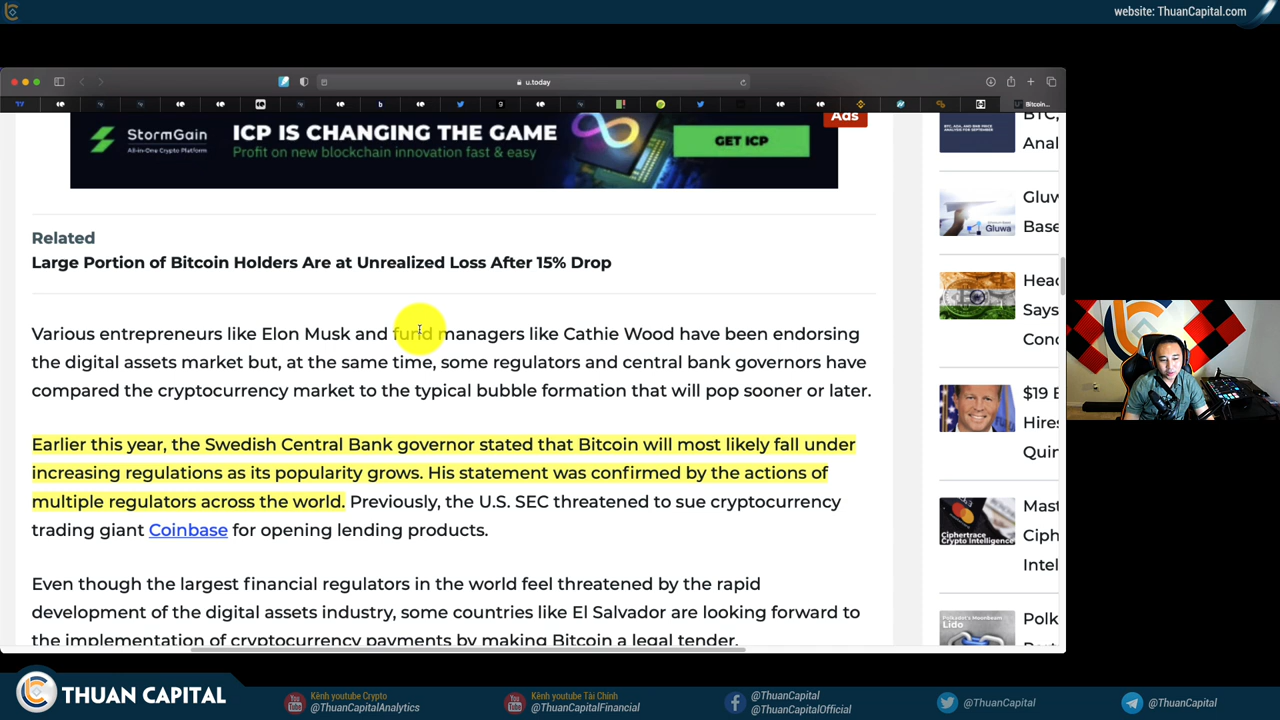 website: ThuanCapital.com
u.today
Bitcoin...
StormGain
All-in-One Crypto Platform
ICP IS CHANGING THE GAME
Profit on new blockchain innovation fast & easy
GET ICP
Ads
Related
Large Portion of Bitcoin Holders Are at Unrealized Loss After 15% Drop
Various entrepreneurs like Elon Musk and fund managers like Cathie Wood have been endorsing
the digital assets market but, at the same time, some regulators and central bank governors have
compared the cryptocurrency market to the typical bubble formation that will pop sooner or later.
Earlier this year, the Swedish Central Bank governor stated that Bitcoin will most likely fall under
increasing regulations as its popularity grows. His statement was confirmed by the actions of
multiple regulators across the world. Previously, the U.S. SEC threatened to sue cryptocurrency
trading giant Coinbase for opening lending products.
Even though the largest financial regulators in the world feel threatened by the rapid
development of the digital assets industry, some countries like El Salvador are looking forward to
the implementation of cryptocurrency payments by making Bitcoin a legal tender.
BTC,
Anal
Gluw
Base
Gluwa
Head
Says
Conc
$19 B
Hires
Quin
Mast
Ciph
Intel
Ciphertrace
Crypto Intelligence
Polk
Lido
THUAN CAPITAL
Kênh youtube Crypto
@ThuanCapitalAnalytics
Kênh youtube Tài Chính
@ThuanCapitalFinancial
@ThuanCapital
@ThuanCapitalOfficial
@ThuanCapital
@ThuanCapital